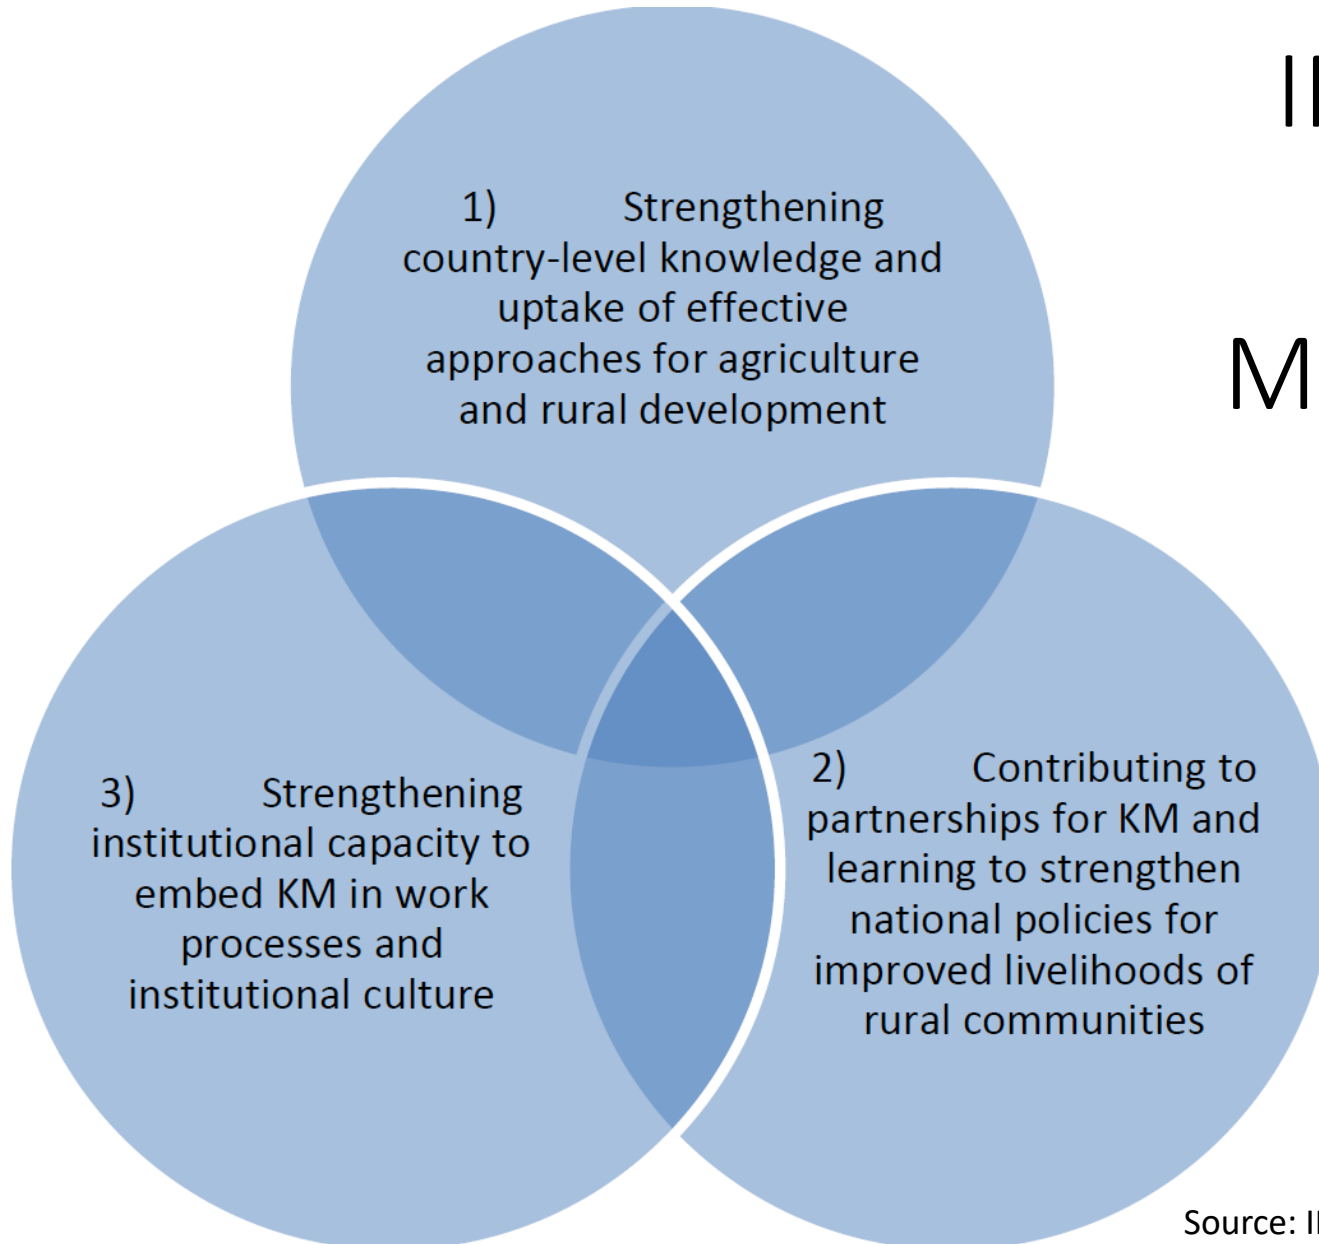 1) Strengthening
country-level knowledge and
uptake of effective
approaches for agriculture
and rural development
3) Strengthening
institutional capacity to
embed KM in work
processes and
institutional culture
2) Contributing to
partnerships for KM and
learning to strengthen
national policies for
improved livelihoods of
rural communities
Source: